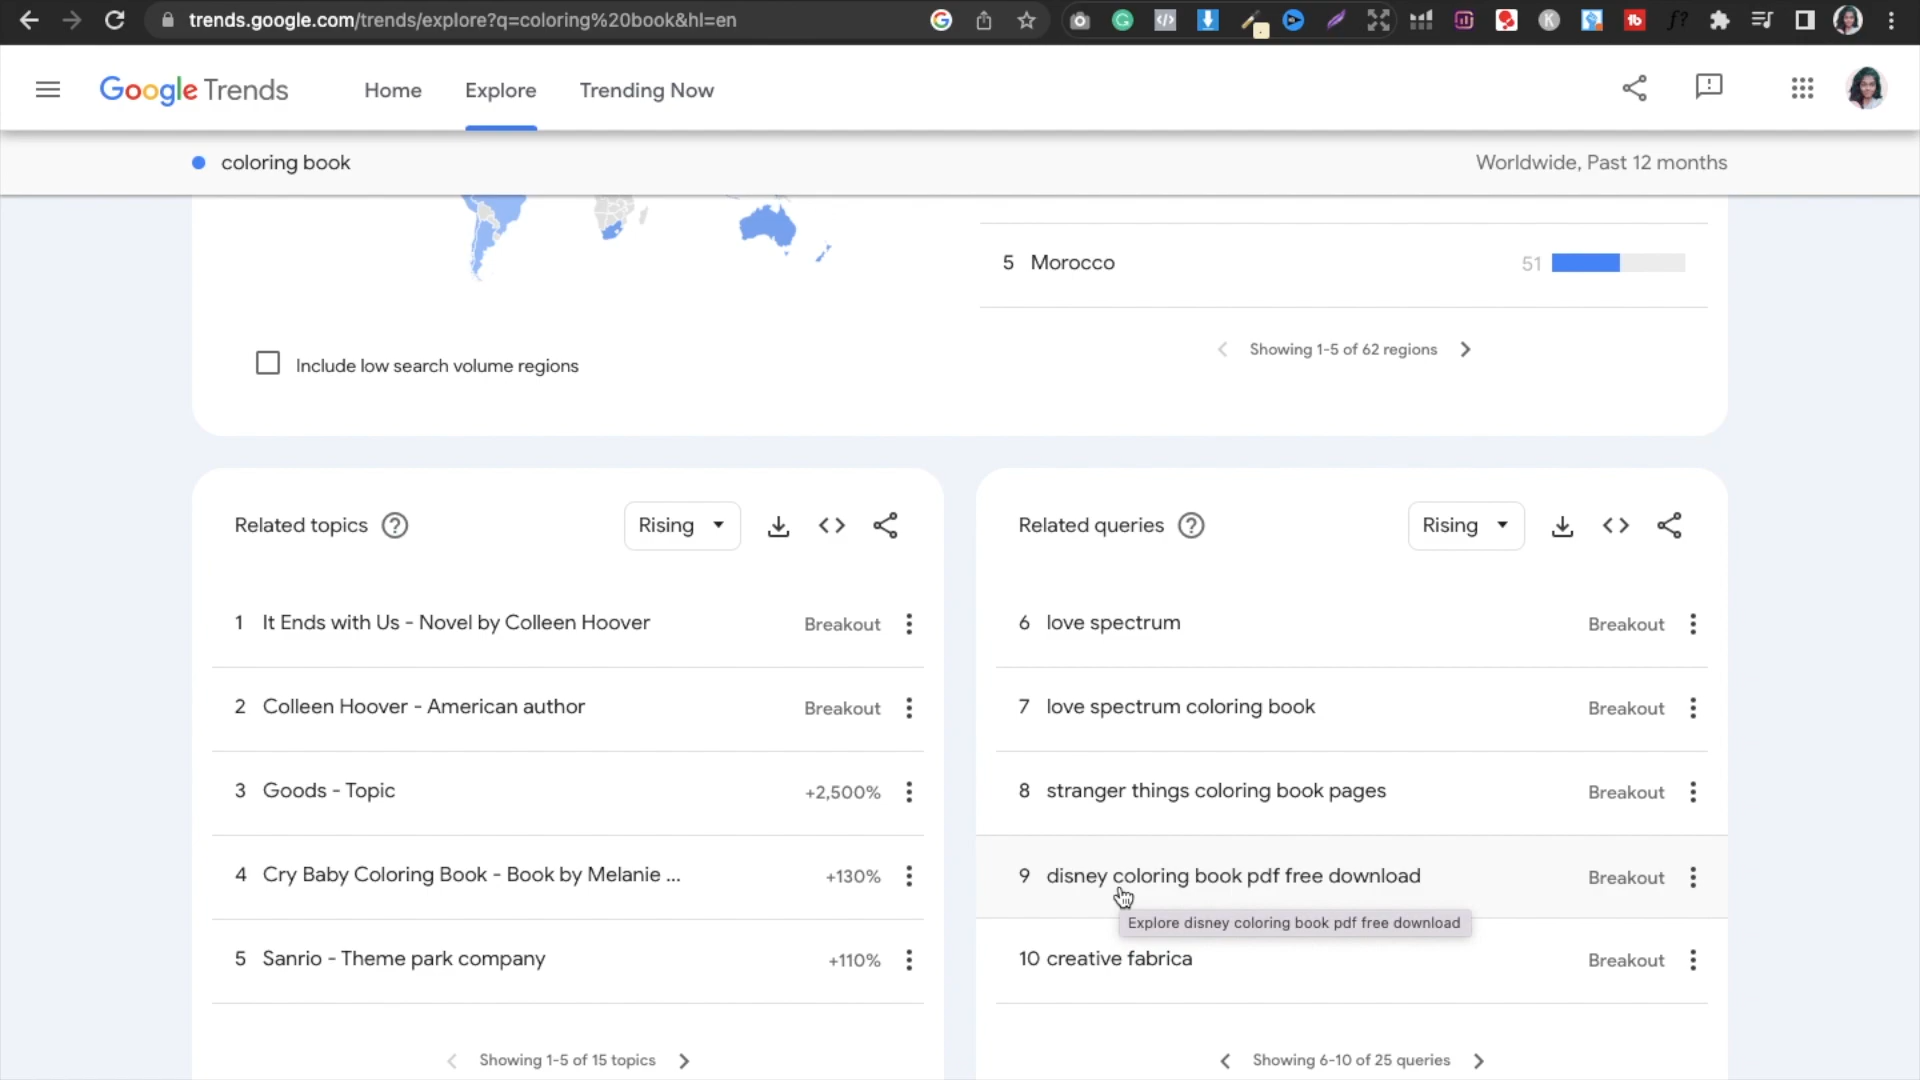 trends.google.com/trends/explore?q=coloring%20book&hl=en
Google Trends
Home
Explore
Trending Now
coloring book
Worldwide, Past 12 months
5 Morocco 51
Showing 1-5 of 62 regions
Include low search volume regions
Related topics
Rising
1 It Ends with Us - Novel by Colleen Hoover Breakout
2 Colleen Hoover - American author Breakout
3 Goods - Topic +2,500%
4 Cry Baby Coloring Book - Book by Melanie ... +130%
5 Sanrio - Theme park company +110%
Showing 1-5 of 15 topics
Related queries
Rising
6 love spectrum Breakout
7 love spectrum coloring book Breakout
8 stranger things coloring book pages Breakout
9 disney coloring book pdf free download Breakout
Explore disney coloring book pdf free download
10 creative fabrica Breakout
Showing 6-10 of 25 queries